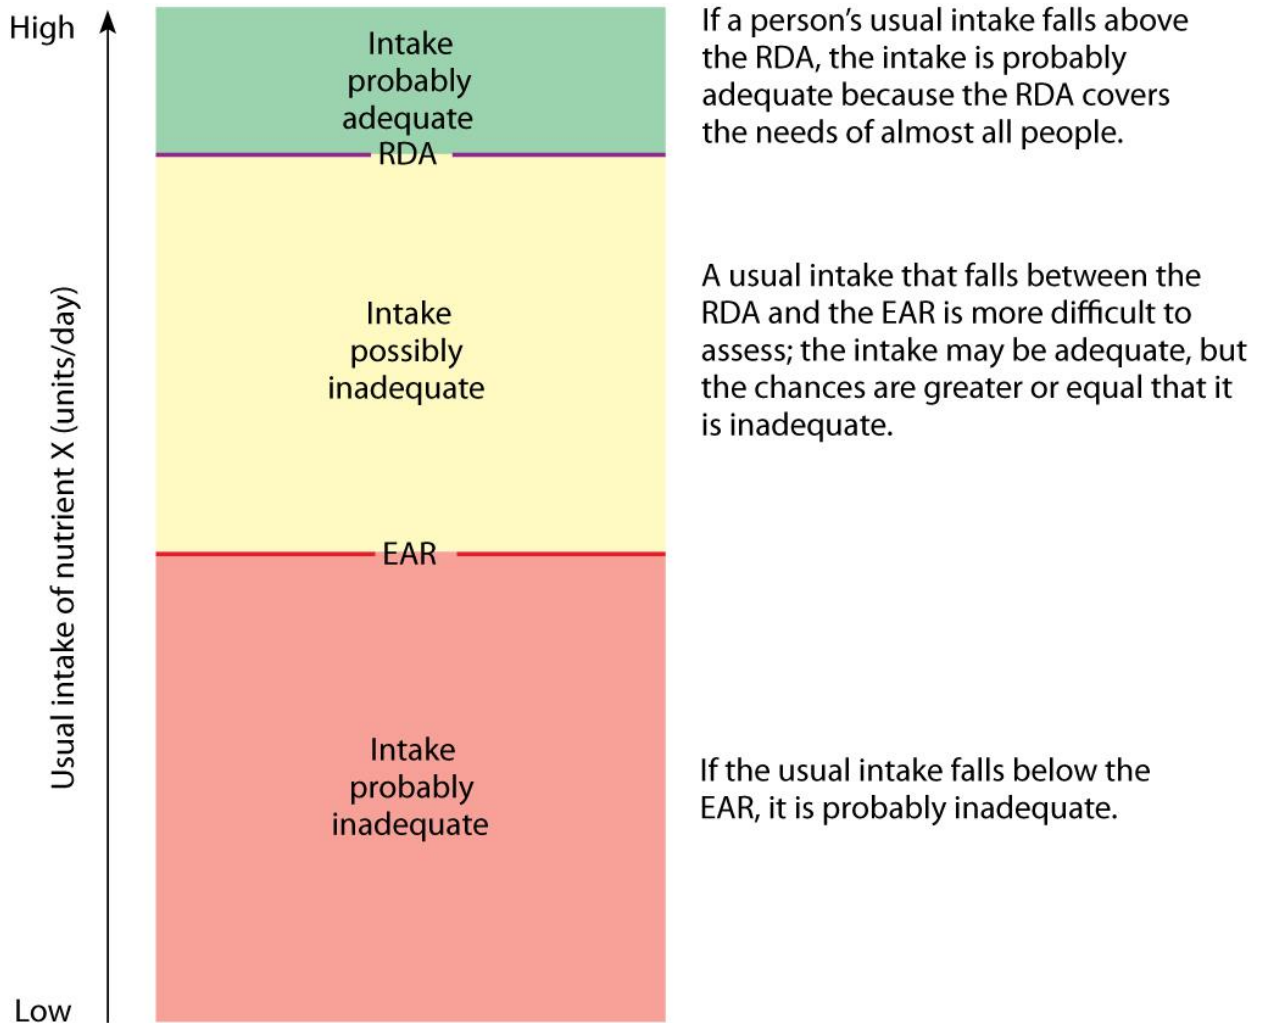 High
Intake
probably
adequate
RDA
If a person’s usual intake falls above
the RDA, the intake is probably
adequate because the RDA covers
the needs of almost all people.
Usual intake of nutrient X (units/day)
Intake
possibly
inadequate
A usual intake that falls between the
RDA and the EAR is more difficult to
assess; the intake may be adequate, but
the chances are greater or equal that it
is inadequate.
EAR
Intake
probably
inadequate
If the usual intake falls below the
EAR, it is probably inadequate.
Low